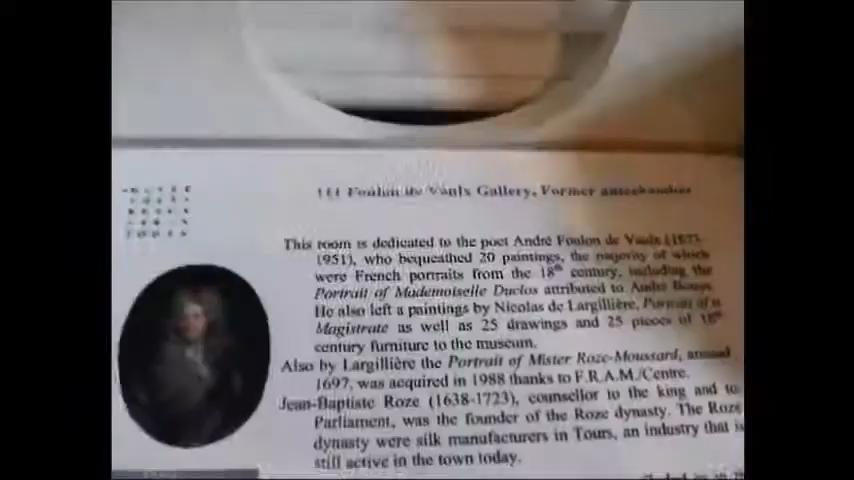 111 Foulon de Vaulx Gallery, Former antechamber
This room is dedicated to the poet André Foulon de Vaulx (1873-
1951), who bequeathed 20 paintings, the majority of which
were French portraits from the 18th century, including the
Portrait of Mademoiselle Duclos attributed to André Bouys.
He also left a paintings by Nicolas de Largillière, Portrait of a
Magistrate as well as 25 drawings and 25 pieces of 18th
century furniture to the museum.
Also by Largillière the Portrait of Mister Roze-Moussard, around
1697, was acquired in 1988 thanks to F.R.A.M./Centre.
Jean-Baptiste Roze (1638-1723), counsellor to the king and to
Parliament, was the founder of the Roze dynasty. The Roze
dynasty were silk manufacturers in Tours, an industry that is
still active in the town today.